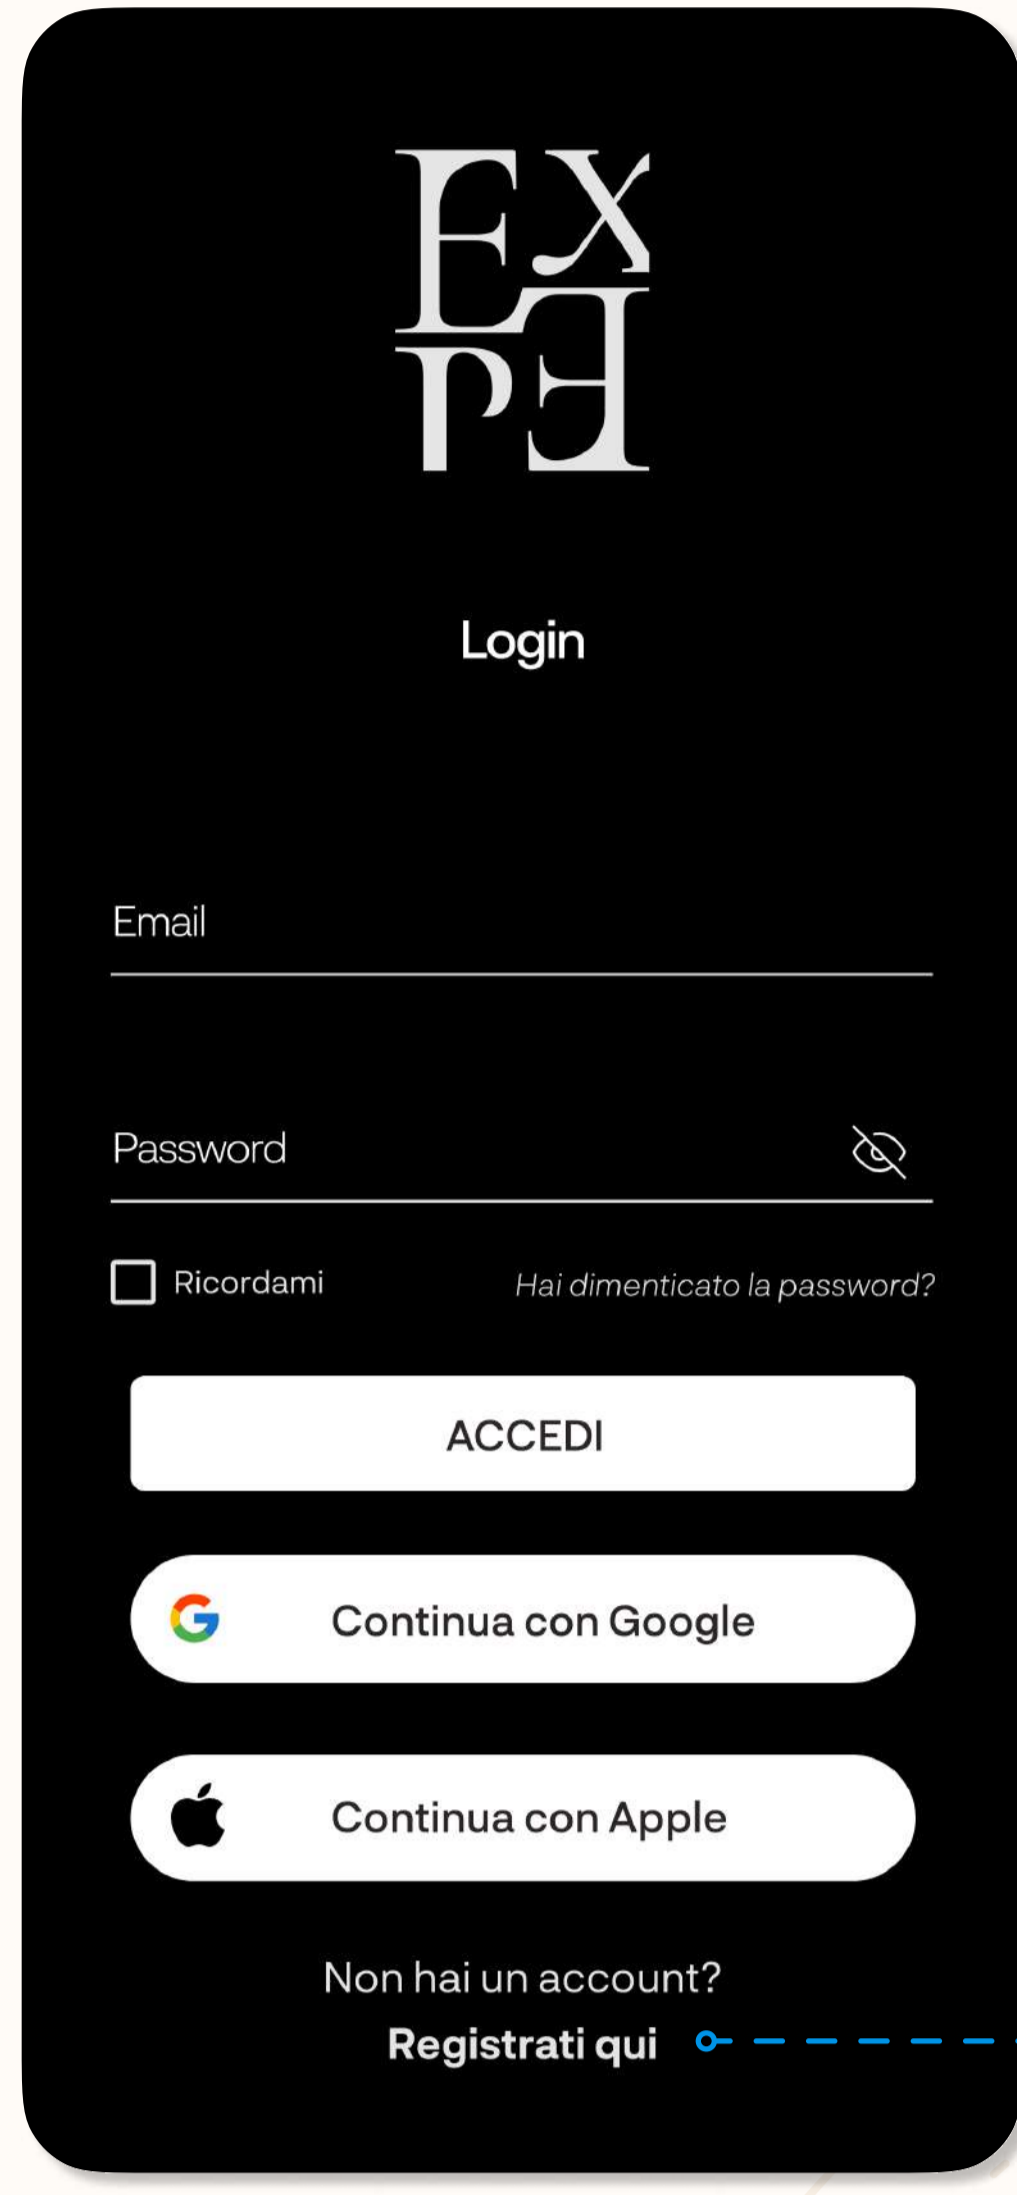 EX
PE
Login
Email
Password
Ricordami
Hai dimenticato la password?
ACCEDI
Continua con Google
Continua con Apple
Non hai un account?
Registrati qui